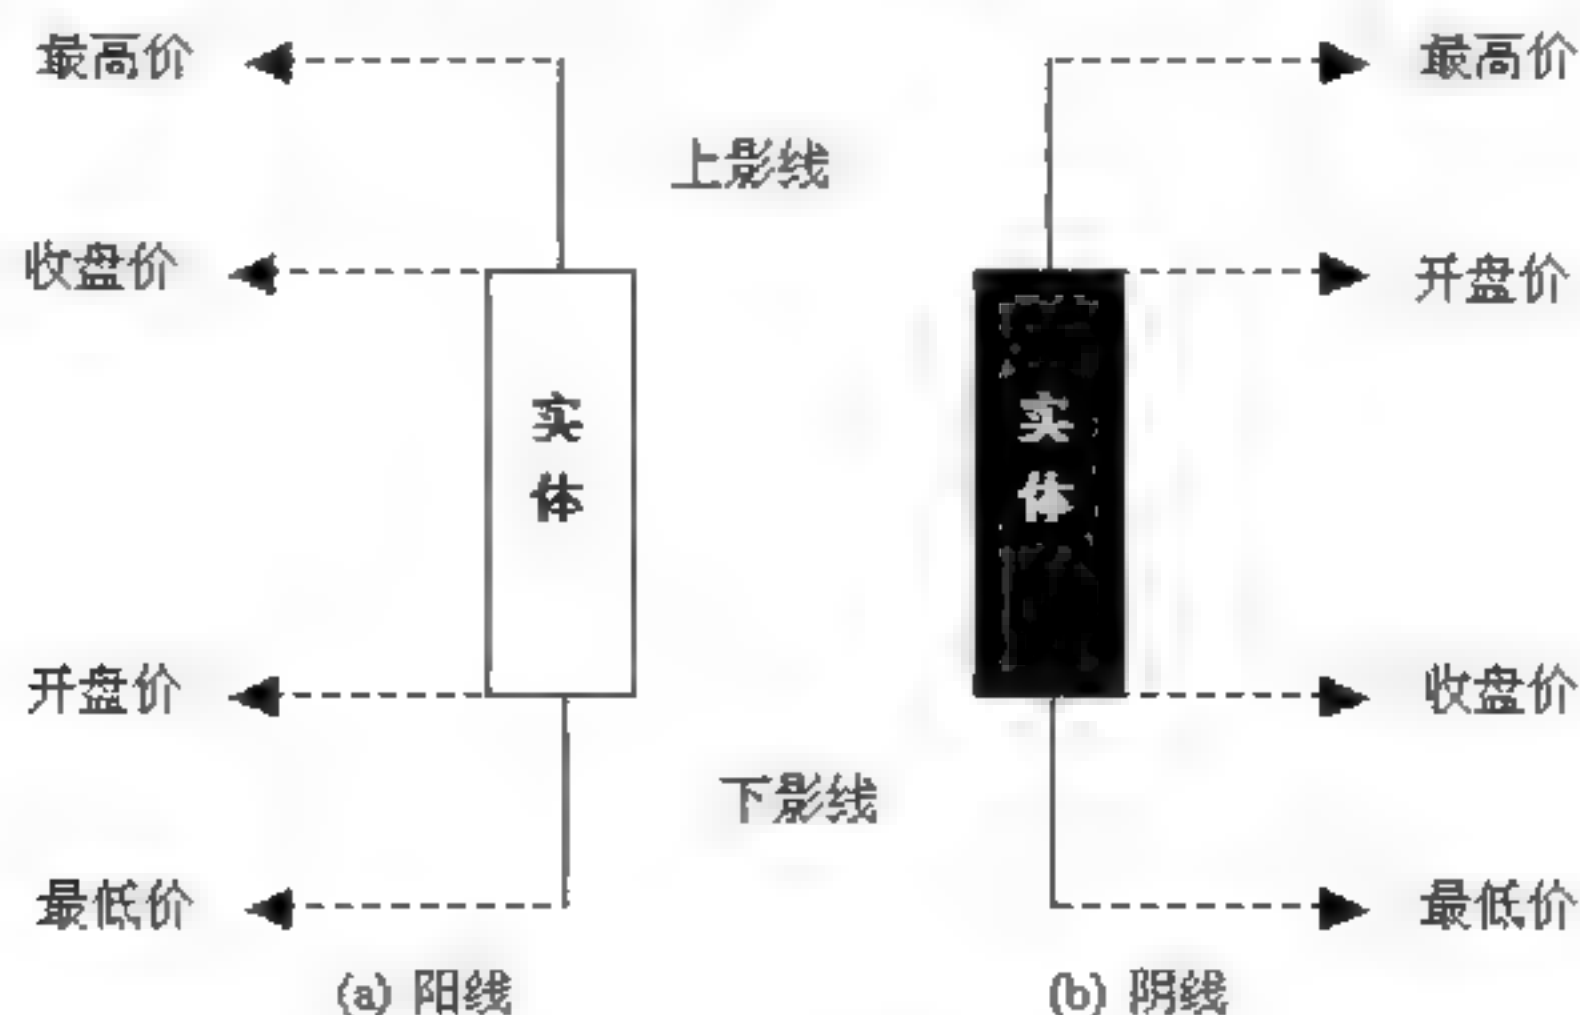 最高价
最高价
上影线
收盘价
开盘价
实体
实体
开盘价
收盘价
下影线
最低价
最低价
(a) 阳线
(b) 阴线